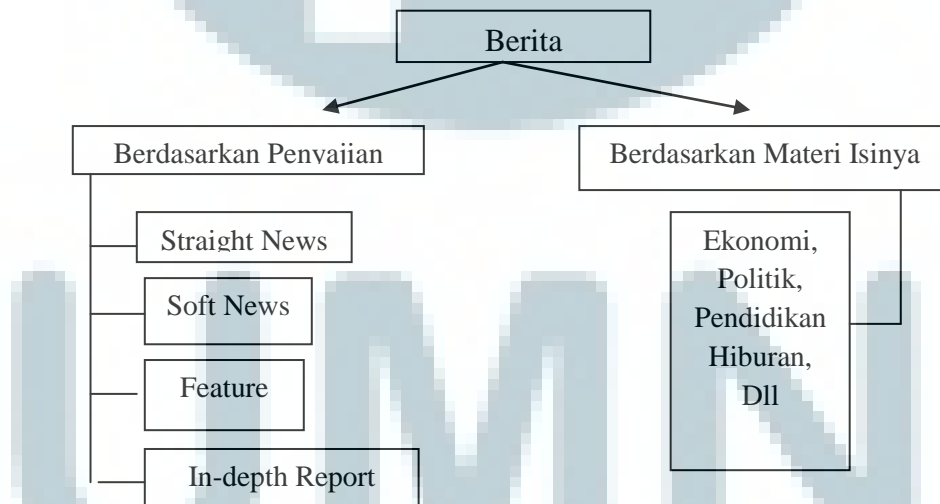 Berita
Berdasarkan Penyajian
Berdasarkan Materi Isinya
Straight News
Soft News
Feature
In-depth Report
Ekonomi,
Politik,
Pendidikan
Hiburan,
Dll
UMN